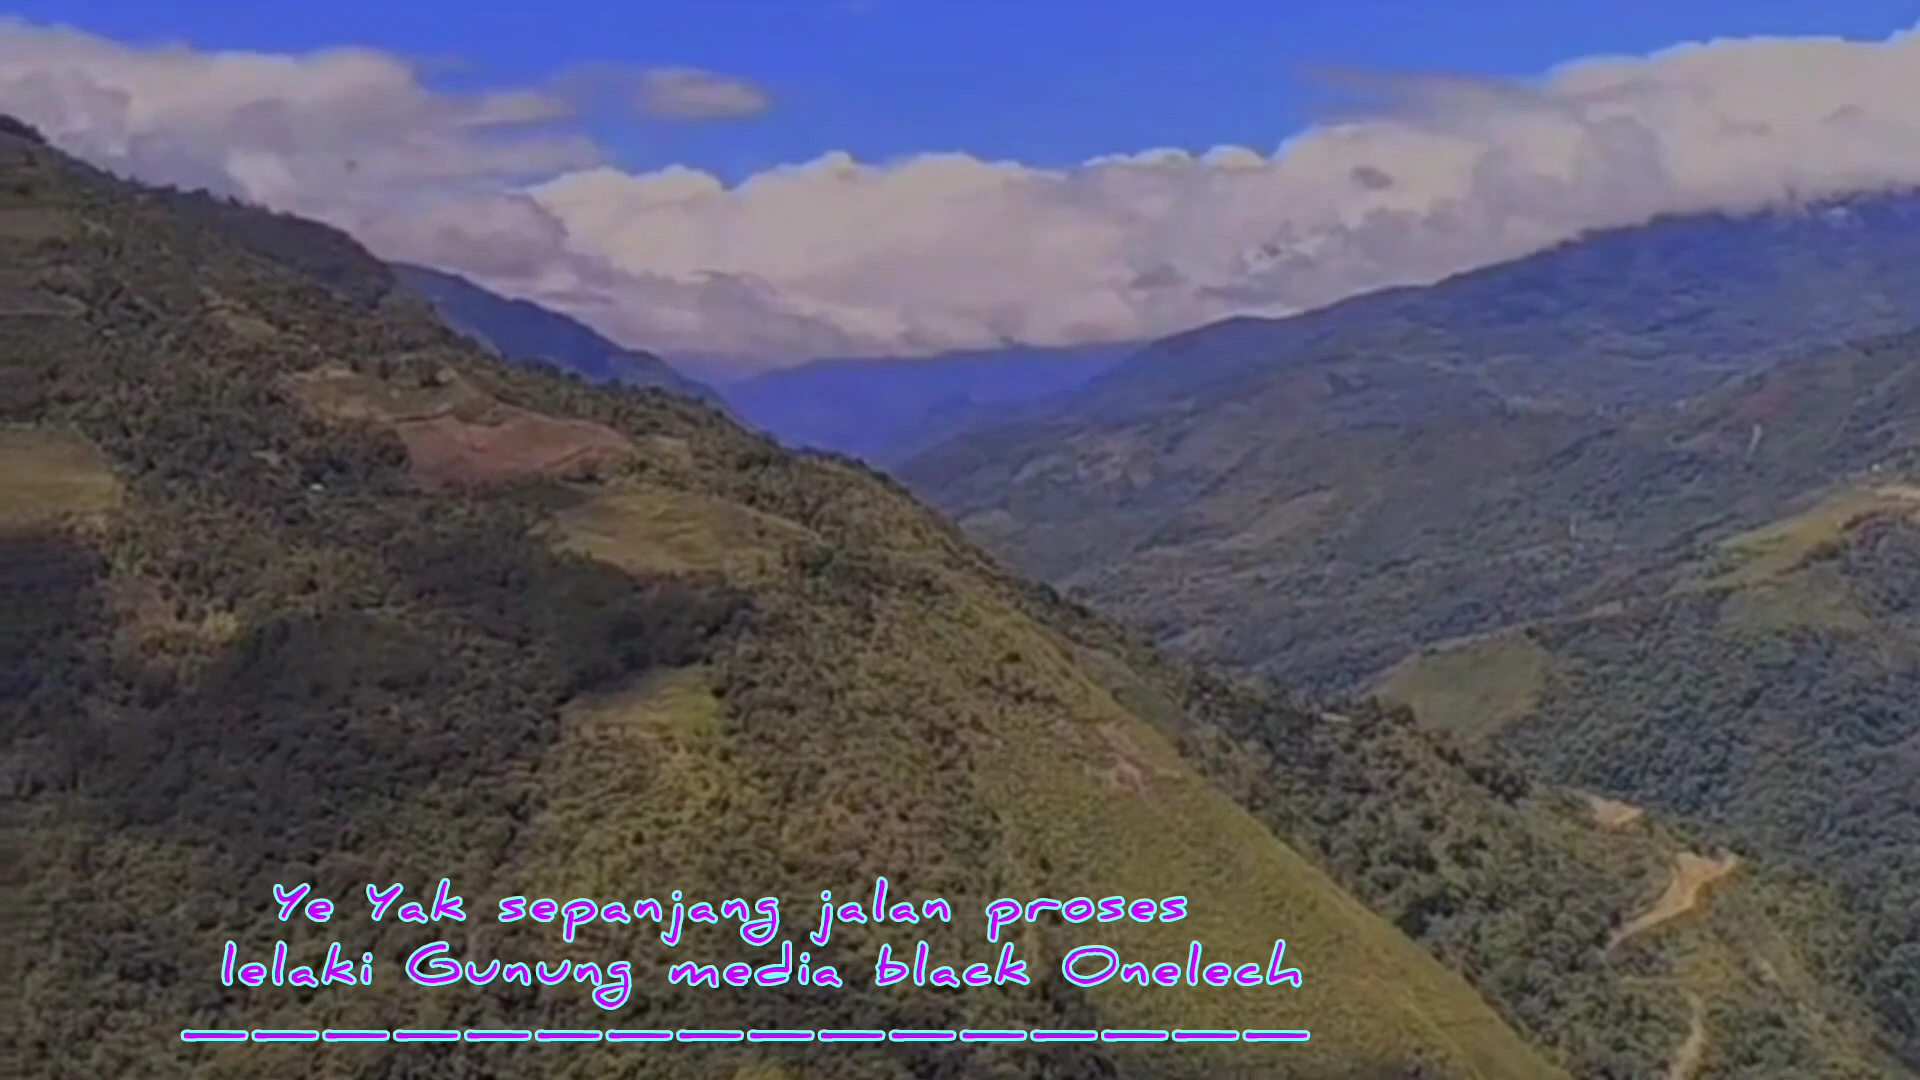 Ye Yak sepanjang jalan proses
lelaki Gunung media black Onelech
————————————————